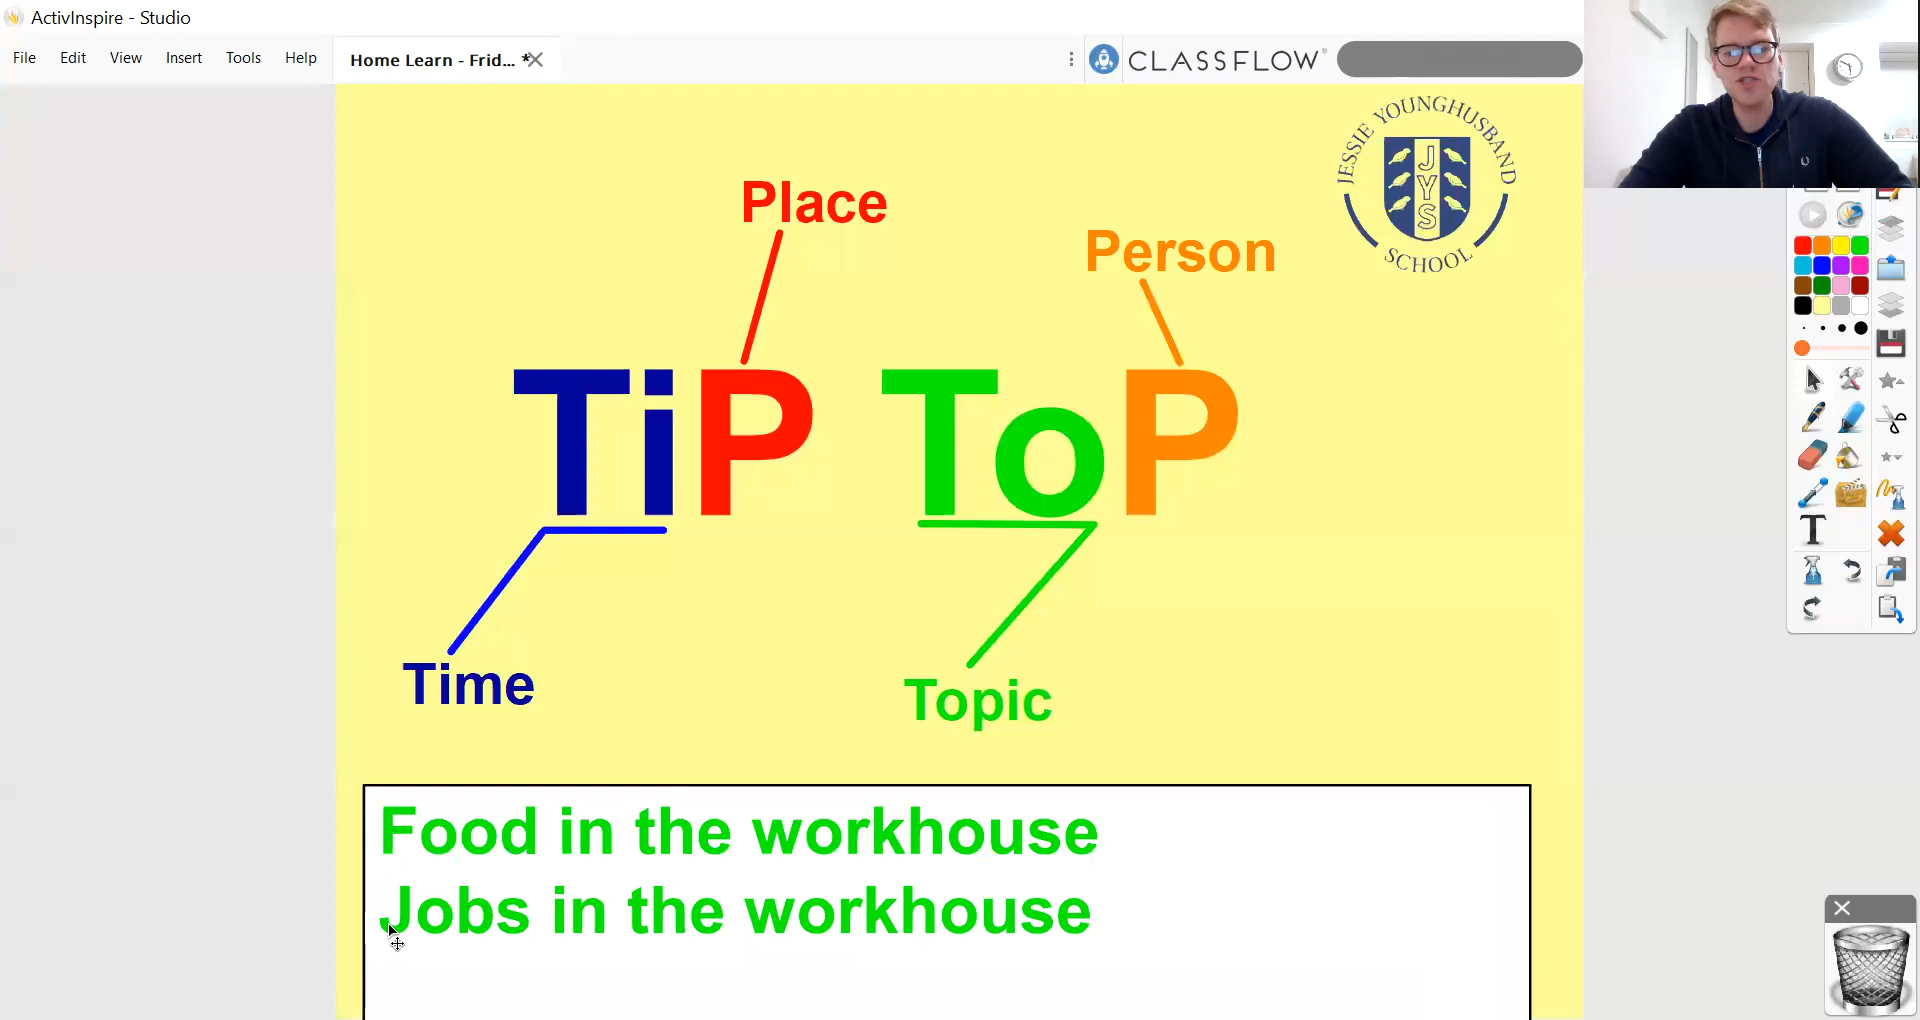 ActivInspire - Studio
File Edit View Insert Tools Help
Home Learn - Frid... *
CLASSFLOW®
JESSIE YOUNGHUSBAND
JYS
SCHOOL
Place
Person
TiP ToP
Time
Topic
Food in the workhouse
Jobs in the workhouse
T